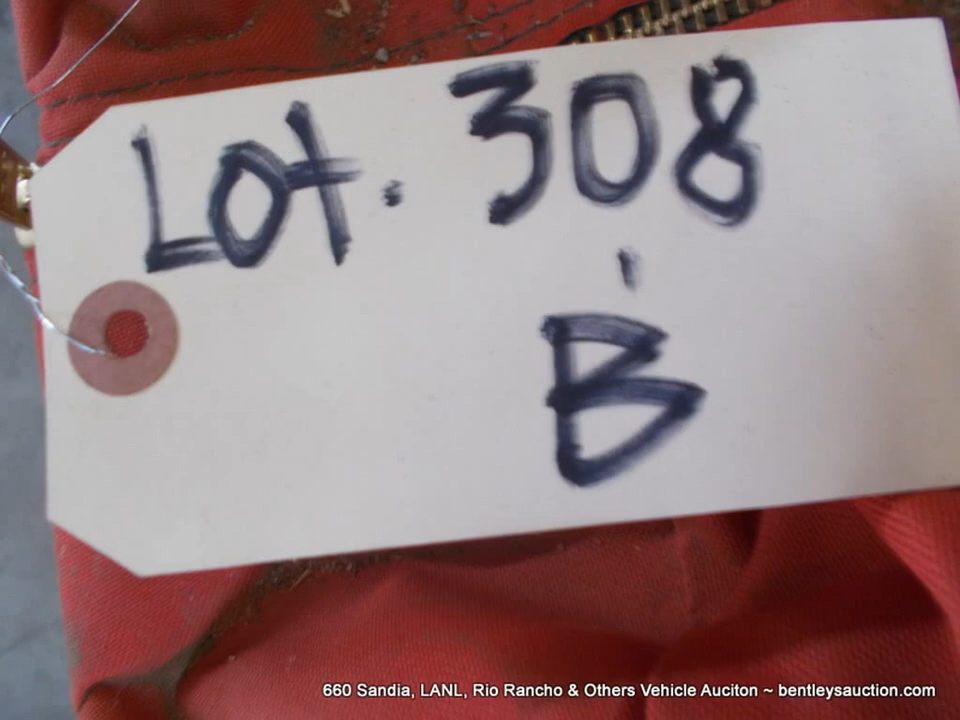 Lot. 308
- B
660 Sandia, LANL, Rio Rancho & Others Vehicle Auciton ~ bentleysauction.com